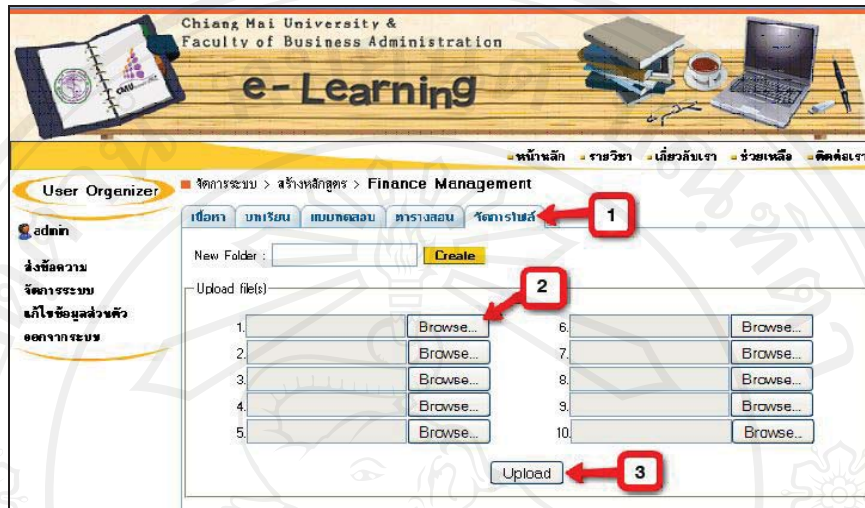 Chiang Mai University &
Faculty of Business Administration
e-Learning
CMU
หน้าหลัก รายวิชา เกี่ยวกับเรา ช่วยเหลือ ติดต่อเรา
User Organizer
จัดการระบบ > สร้างหลักสูตร > Finance Management
เนื้อหา บทเรียน แบบทดสอบ ตารางสอน จัดการไฟล์
1
admin
ส่งข้อความ
จัดการระบบ
แก้ไขข้อมูลส่วนตัว
ออกจากระบบ
New Folder : Create
Upload file(s)
2
1. Browse... 6. Browse...
2. Browse... 7. Browse...
3. Browse... 8. Browse...
4. Browse... 9. Browse...
5. Browse... 10. Browse...
Upload 3